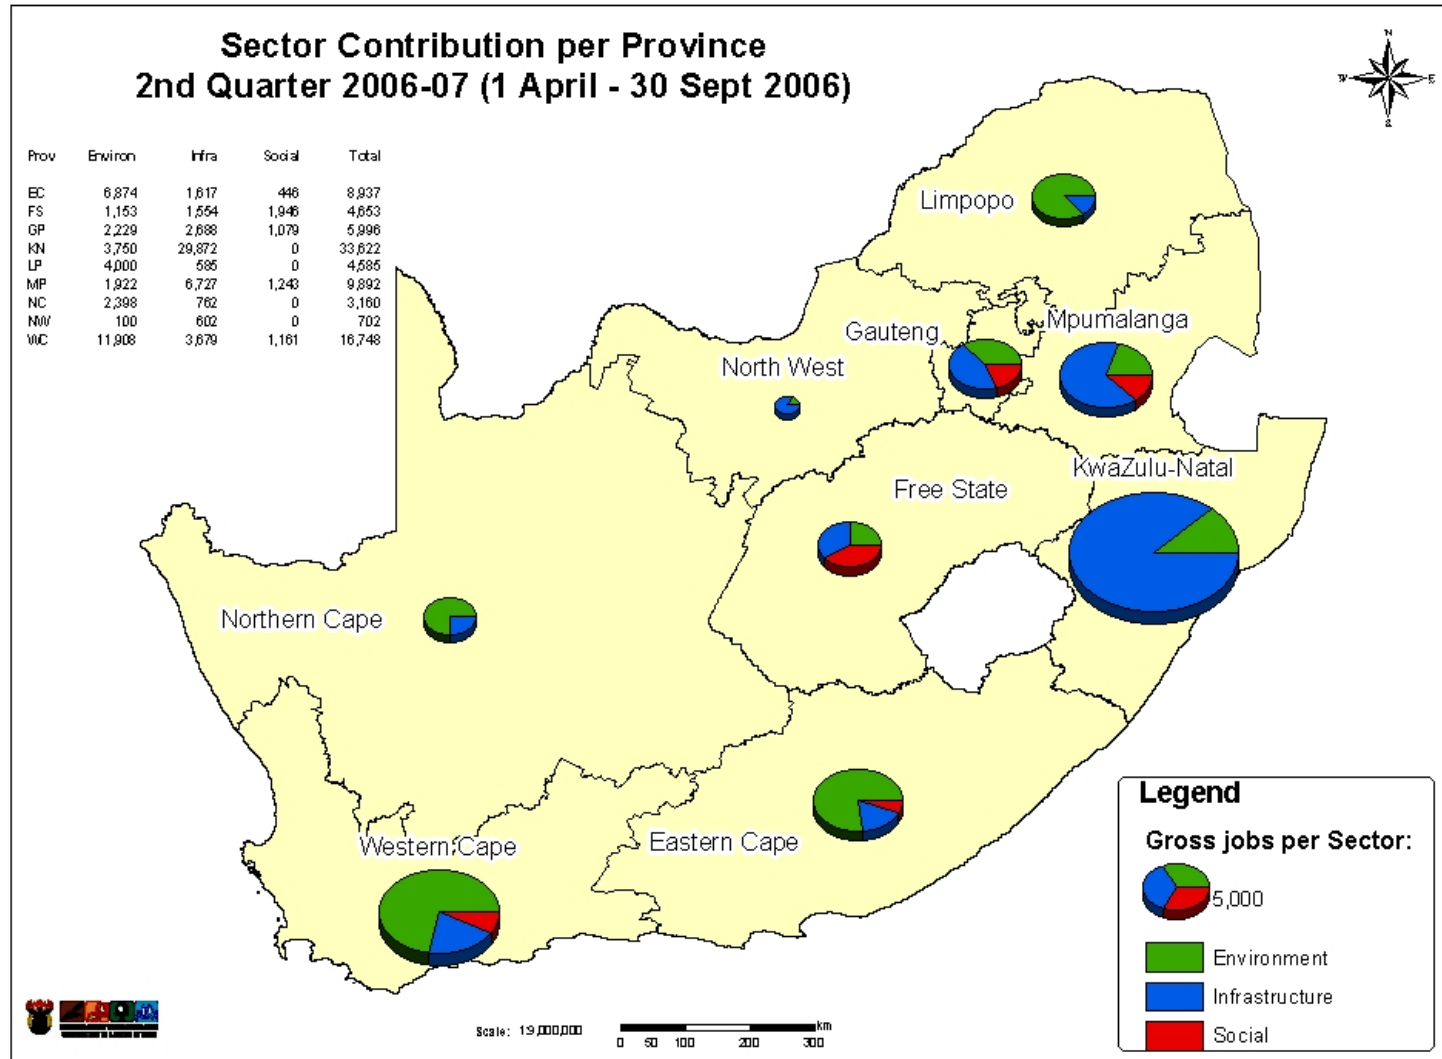 Sector Contribution per Province
2nd Quarter 2006-07 (1 April - 30 Sept 2006)
N
W E
S
Prov Environ Infra Social Total
EC 6,874 1,617 446 8,937
FS 1,153 1,554 1,946 4,653
GP 2,229 2,688 1,079 5,996
KN 3,750 29,872 0 33,622
LP 4,000 585 0 4,585
MP 1,922 6,727 1,243 9,892
NC 2,398 762 0 3,160
NW 100 602 0 702
WC 11,908 3,679 1,161 16,748
Limpopo
Gauteng
Mpumalanga
North West
KwaZulu-Natal
Free State
Northern Cape
Western Cape
Eastern Cape
Legend
Gross jobs per Sector:
5,000
Environment
Infrastructure
Social
Scale: 1:9,000,000
km
0 50 100 200 300